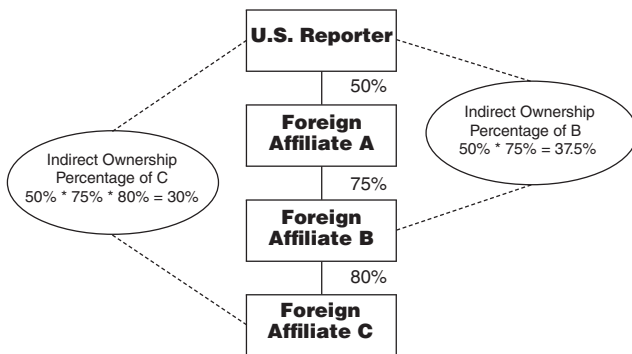 U.S. Reporter
50%
Foreign
Affiliate A
Indirect Ownership
Percentage of B
50% * 75% = 37.5%
Indirect Ownership
Percentage of C
50% * 75% * 80% = 30%
75%
Foreign
Affiliate B
80%
Foreign
Affiliate C